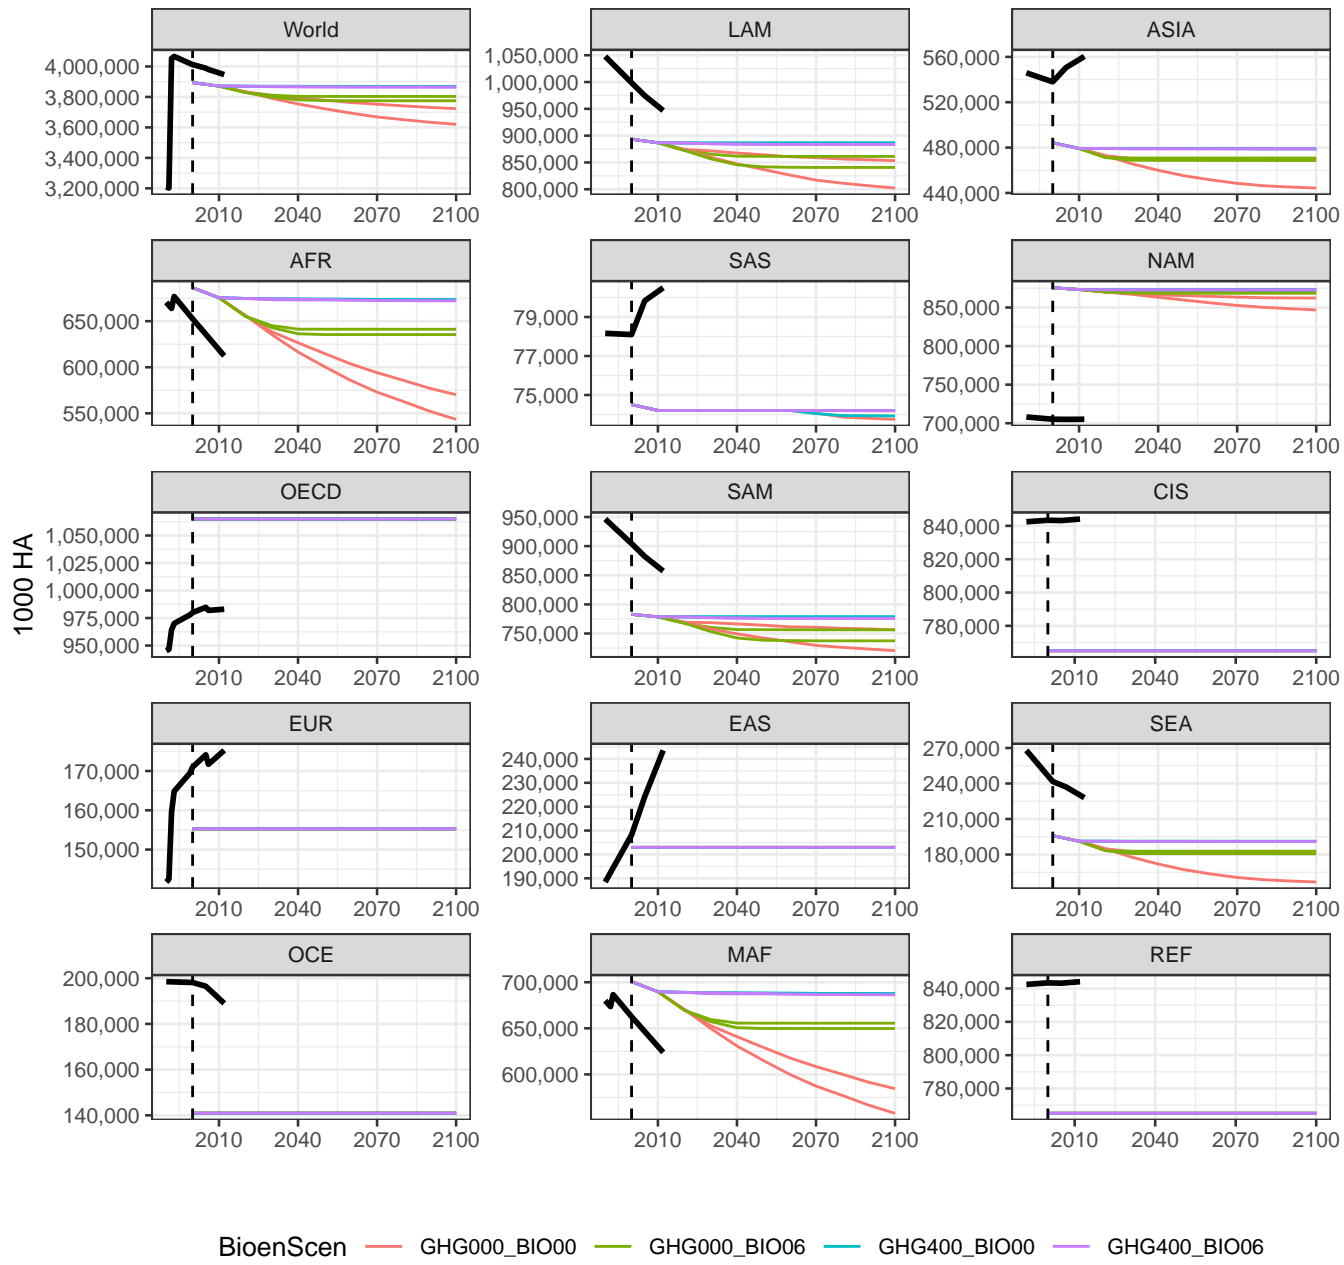 World
LAM
ASIA
4,000,000
3,800,000
3,600,000
3,400,000
3,200,000
1,050,000
1,000,000
950,000
900,000
850,000
800,000
560,000
520,000
480,000
440,000
2010 2040 2070 2100
2010 2040 2070 2100
2010 2040 2070 2100
AFR
SAS
NAM
650,000
600,000
550,000
79,000
77,000
75,000
850,000
800,000
750,000
700,000
2010 2040 2070 2100
2010 2040 2070 2100
2010 2040 2070 2100
1000 HA
OECD
SAM
CIS
1,050,000
1,025,000
1,000,000
975,000
950,000
950,000
900,000
850,000
800,000
750,000
840,000
820,000
800,000
780,000
2010 2040 2070 2100
2010 2040 2070 2100
2010 2040 2070 2100
EUR
EAS
SEA
170,000
160,000
150,000
240,000
230,000
220,000
210,000
200,000
190,000
270,000
240,000
210,000
180,000
2010 2040 2070 2100
2010 2040 2070 2100
2010 2040 2070 2100
OCE
MAF
REF
200,000
180,000
160,000
140,000
700,000
650,000
600,000
840,000
820,000
800,000
780,000
2010 2040 2070 2100
2010 2040 2070 2100
2010 2040 2070 2100
BioenScen GHG000_BIO00 GHG000_BIO06 GHG400_BIO00 GHG400_BIO06